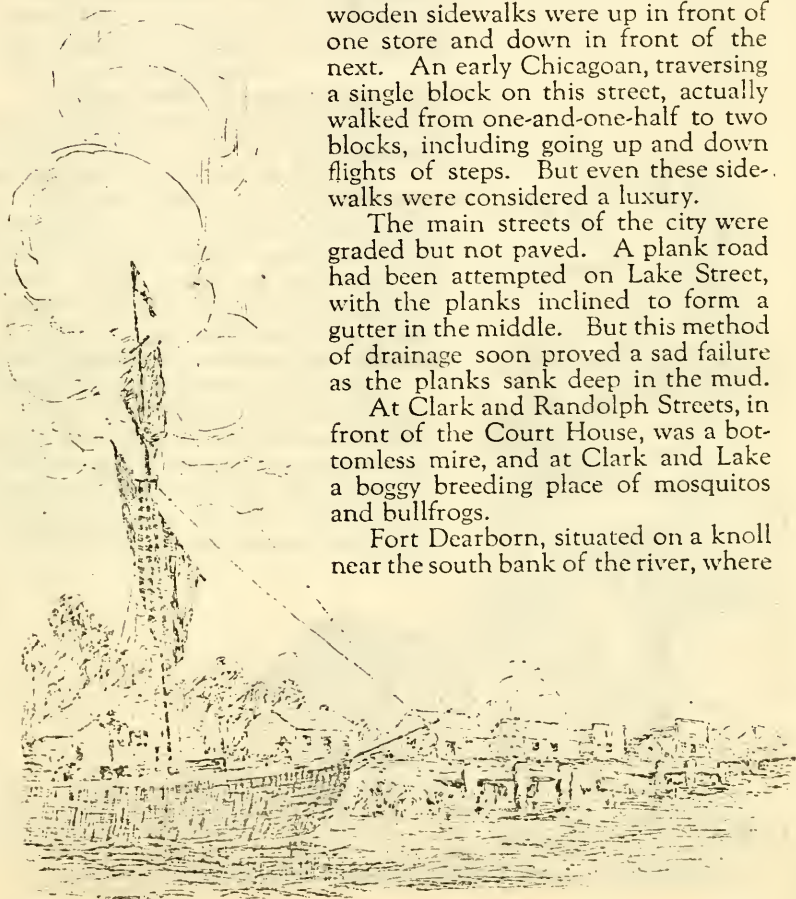 wooden sidewalks were up in front of
one store and down in front of the
next. An early Chicagoan, traversing
a single block on this street, actually
walked from one-and-one-half to two
blocks, including going up and down
flights of steps. But even these side-
walks were considered a luxury.
The main streets of the city were
graded but not paved. A plank road
had been attempted on Lake Street,
with the planks inclined to form a
gutter in the middle. But this method
of drainage soon proved a sad failure
as the planks sank deep in the mud.
At Clark and Randolph Streets, in
front of the Court House, was a bot-
tomless mire, and at Clark and Lake
a boggy breeding place of mosquitos
and bullfrogs.
Fort Dearborn, situated on a knoll
near the south bank of the river, where